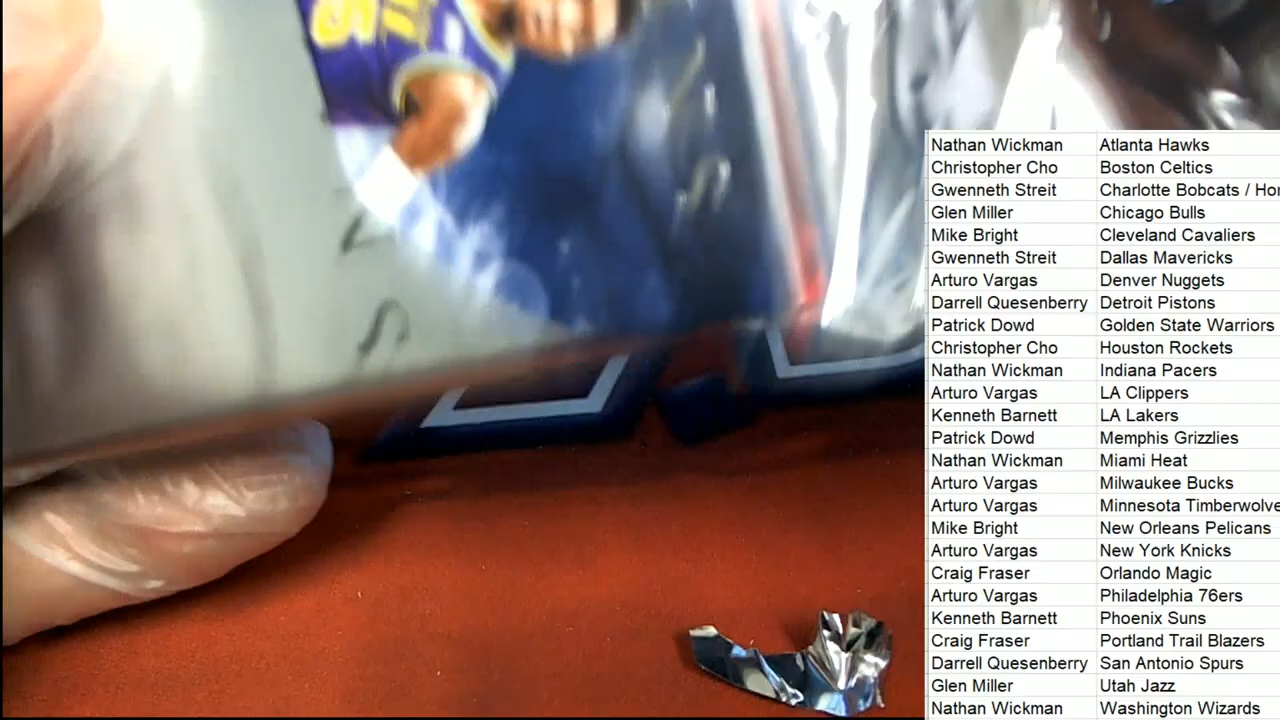 Nathan Wickman Atlanta Hawks
Christopher Cho Boston Celtics
Gwenneth Streit Charlotte Bobcats /
Glen Miller Chicago Bulls
Mike Bright Cleveland Cavaliers
Gwenneth Streit Dallas Mavericks
Arturo Vargas Denver Nuggets
Darrell Quesenberry Detroit Pistons
Patrick Dowd Golden State Warriors
Christopher Cho Houston Rockets
Nathan Wickman Indiana Pacers
Arturo Vargas LA Clippers
Kenneth Barnett LA Lakers
Patrick Dowd Memphis Grizzlies
Nathan Wickman Miami Heat
Arturo Vargas Milwaukee Bucks
Arturo Vargas Minnesota Timberwolve
Mike Bright New Orleans Pelicans
Arturo Vargas New York Knicks
Craig Fraser Orlando Magic
Arturo Vargas Philadelphia 76ers
Kenneth Barnett Phoenix Suns
Craig Fraser Portland Trail Blazers
Darrell Quesenberry San Antonio Spurs
Glen Miller Utah Jazz
Nathan Wickman Washington Wizards